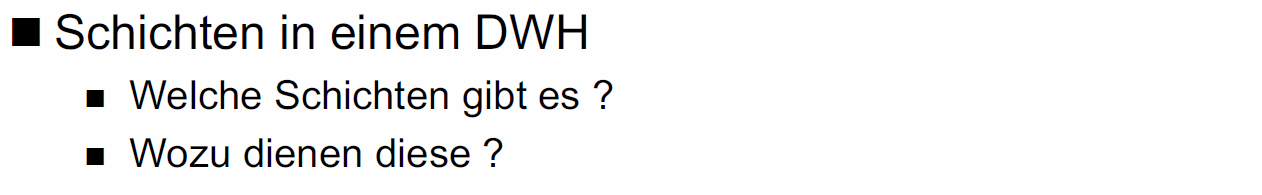 Schichten in einem DWH
Welche Schichten gibt es ?
Wozu dienen diese ?